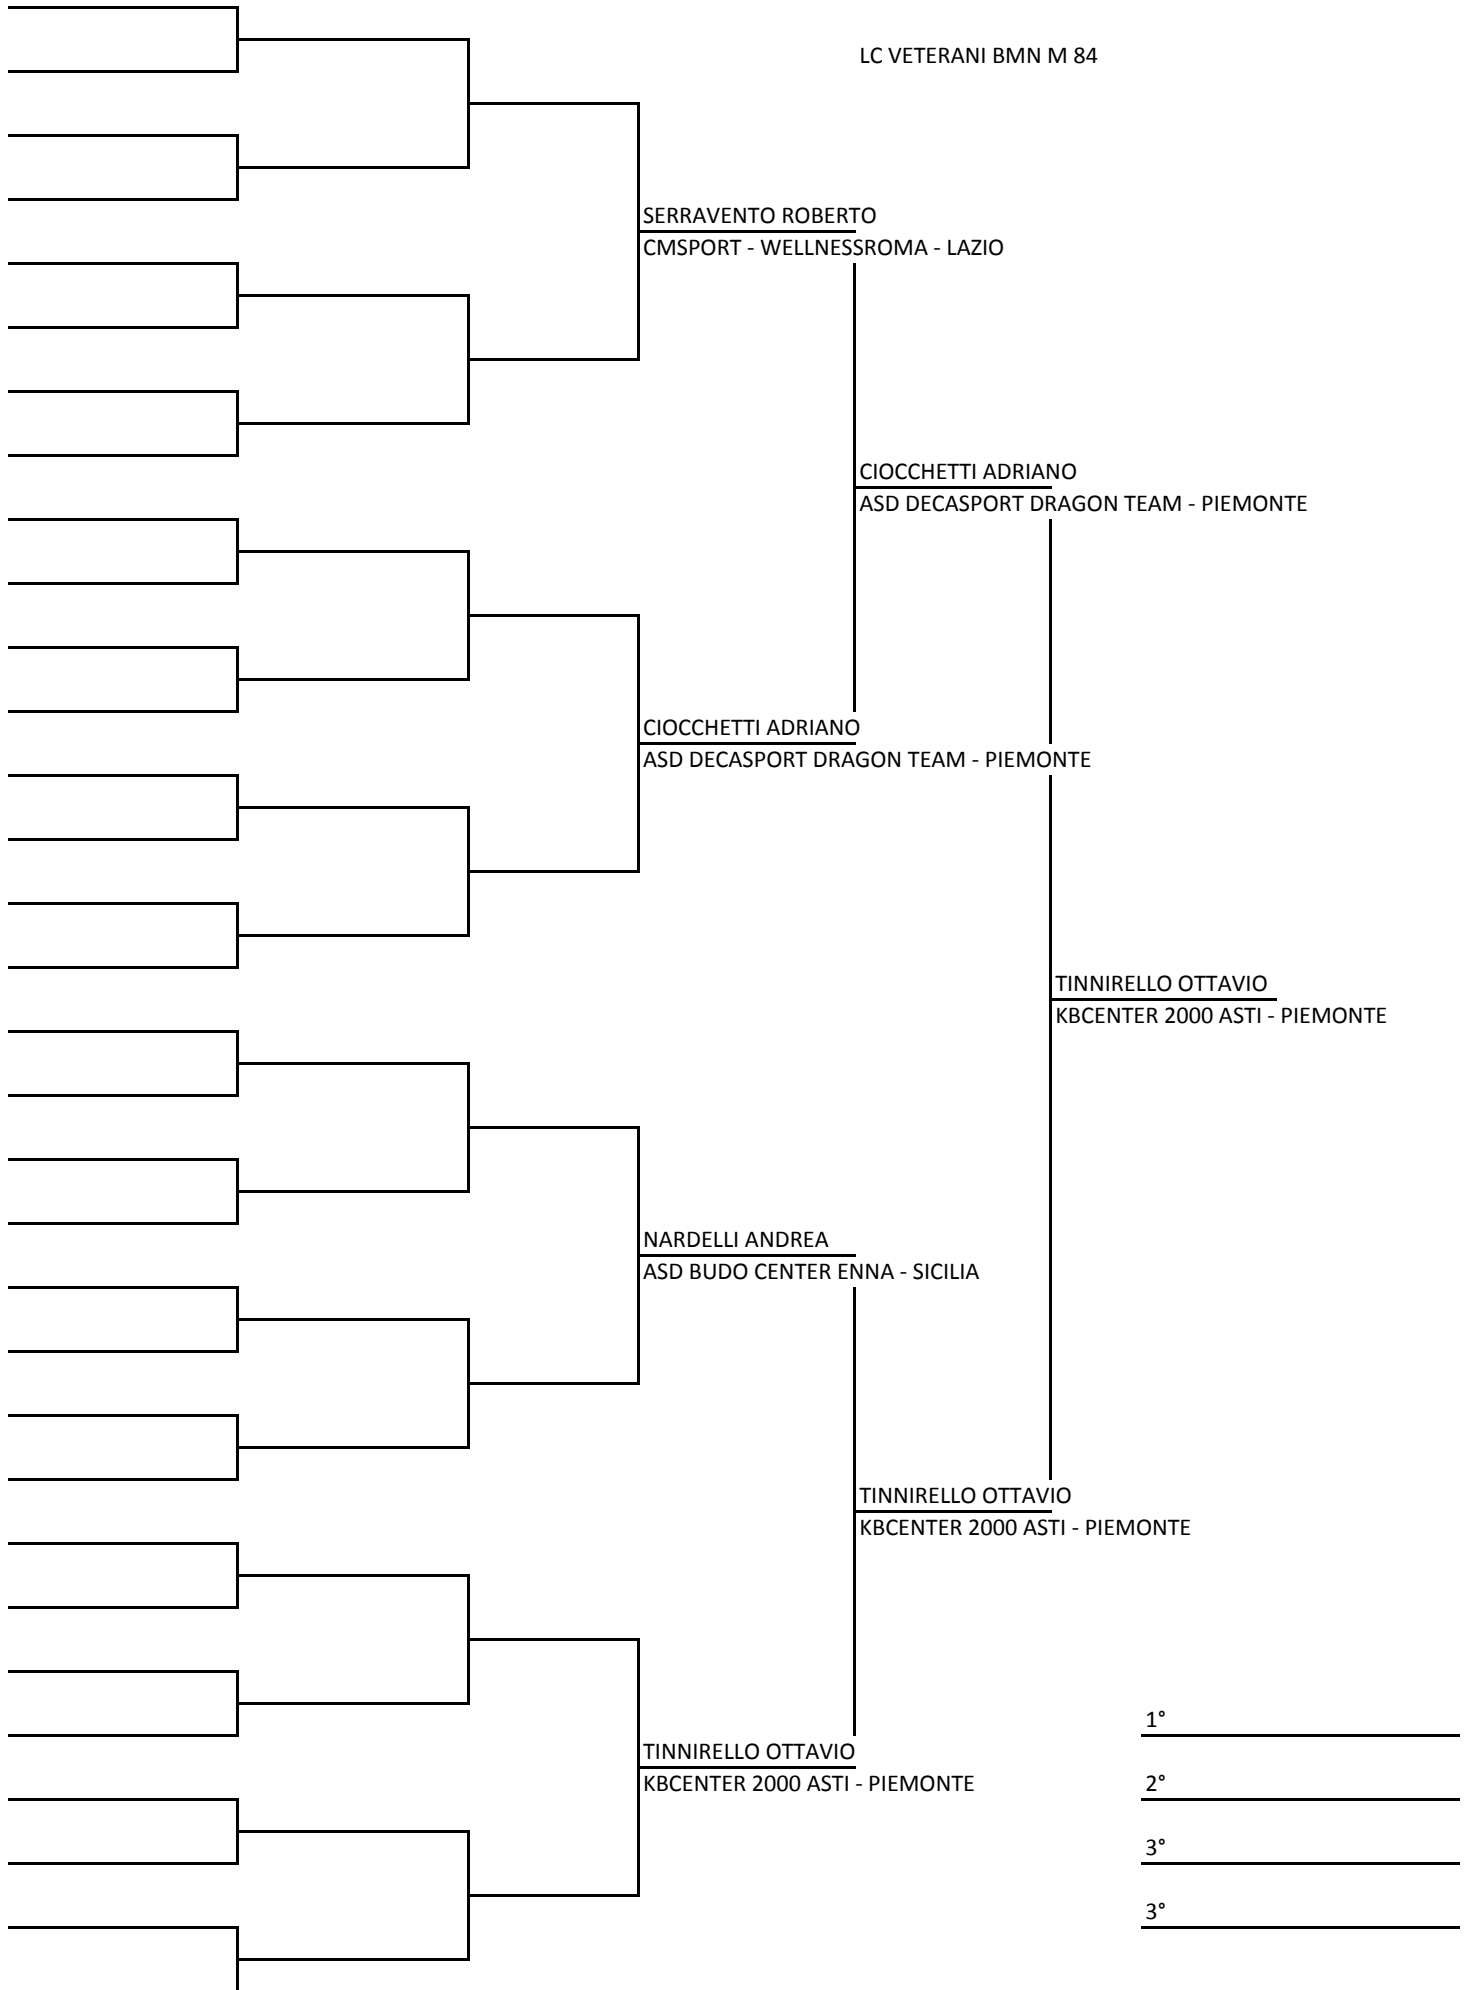 LC VETERANI BMN M 84
SERRAVENTO ROBERTO
CMSPORT - WELLNESSROMA - LAZIO
CIOCCHETTI ADRIANO
ASD DECASPORT DRAGON TEAM - PIEMONTE
CIOCCHETTI ADRIANO
ASD DECASPORT DRAGON TEAM - PIEMONTE
TINNIRELLO OTTAVIO
KBCENTER 2000 ASTI - PIEMONTE
NARDELLI ANDREA
ASD BUDO CENTER ENNA - SICILIA
TINNIRELLO OTTAVIO
KBCENTER 2000 ASTI - PIEMONTE
1°
TINNIRELLO OTTAVIO
KBCENTER 2000 ASTI - PIEMONTE
2°
3°
3°